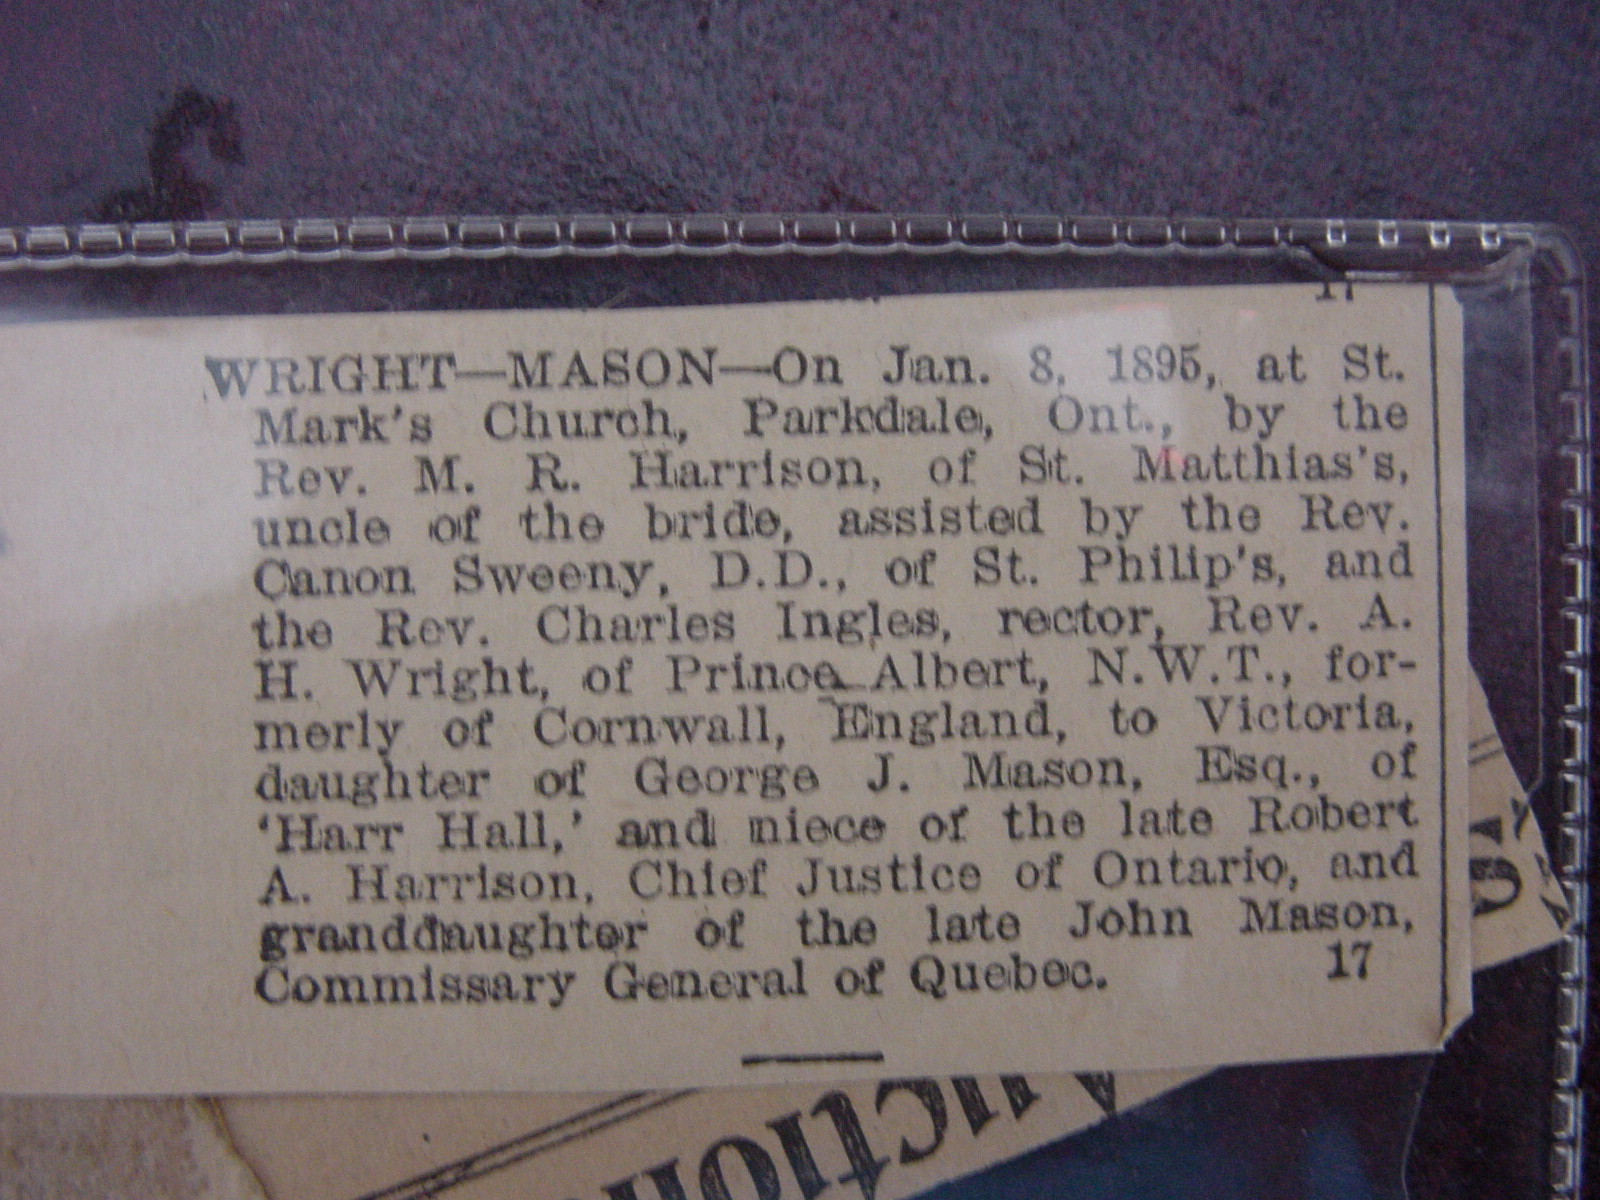 17
WRIGHT—MASON—On Jan. 8, 1895, at St.
Mark's Church, Parkdale, Ont., by the
Rev. M. R. Harrison, of St. Matthias's,
uncle of the bride, assisted by the Rev.
Canon Sweeny, D.D., of St. Philip's, and
the Rev. Charles Ingles, rector, Rev. A.
H. Wright, of Prince Albert, N.W.T., for-
merly of Cornwall, England, to Victoria,
daughter of George J. Mason, Esq., of
'Harr Hall,' and niece of the late Robert
A. Harrison, Chief Justice of Ontario, and
granddaughter of the late John Mason,
Commissary General of Quebec. 17
Auction